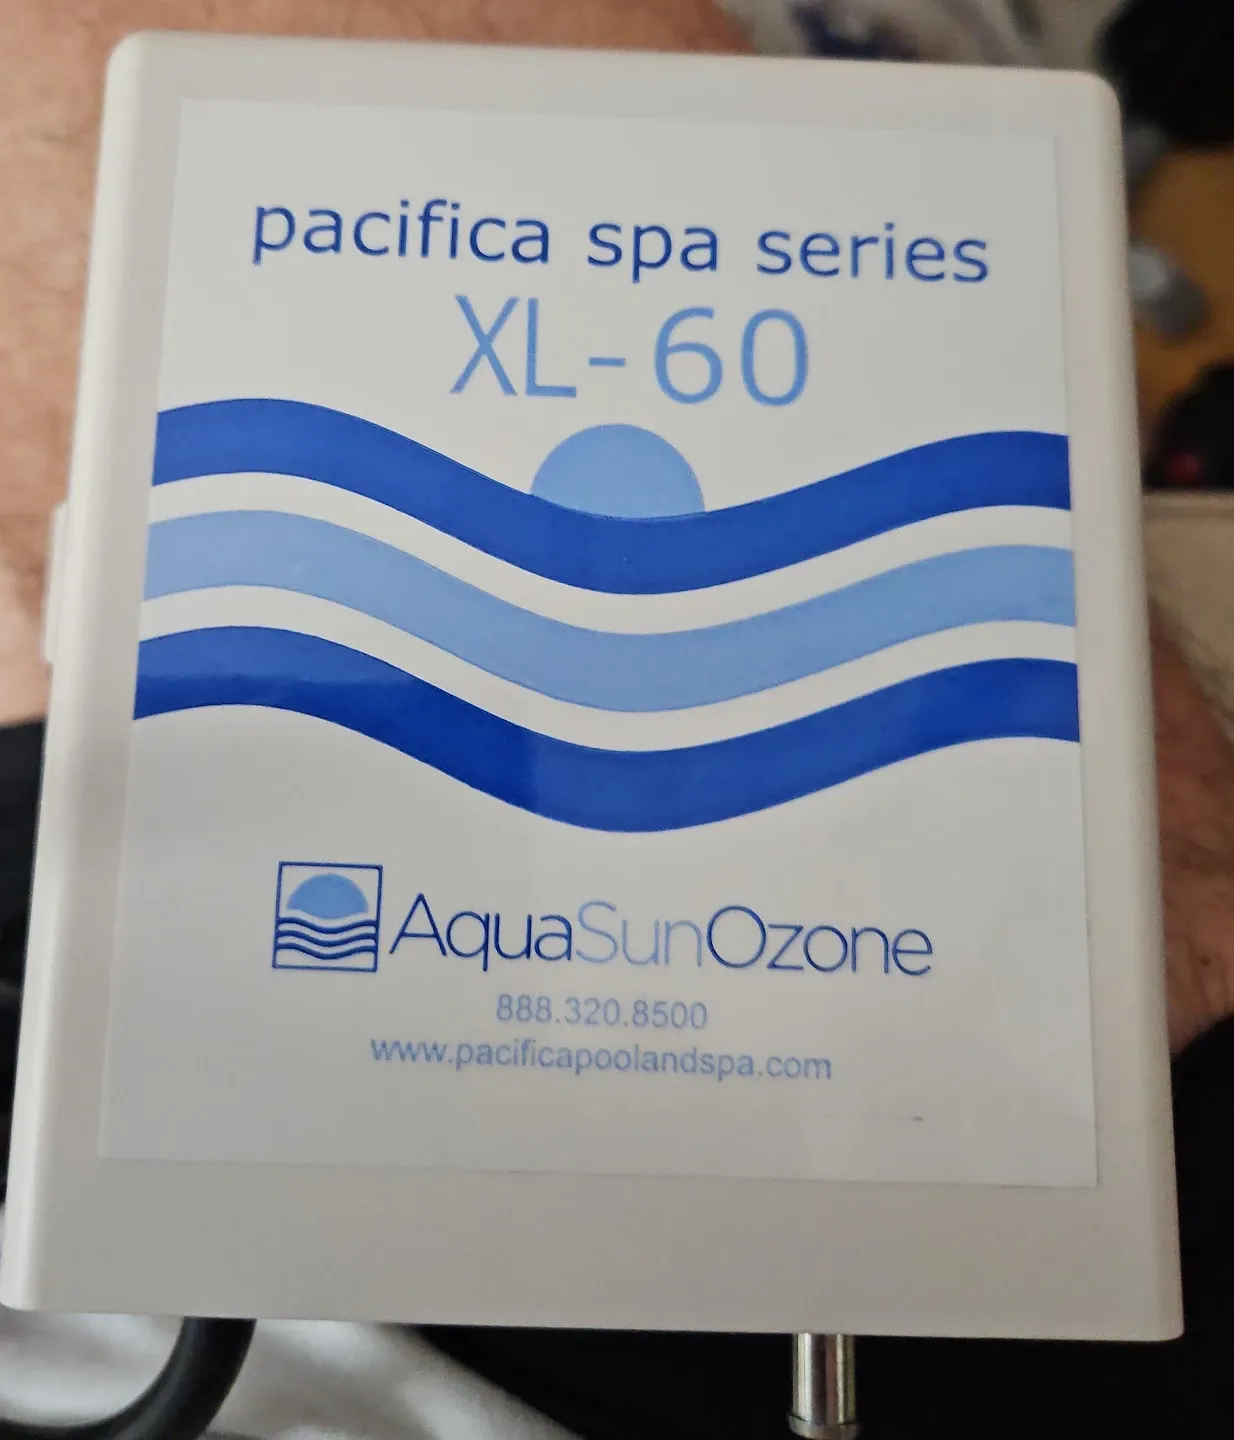 pacifica spa series
XL-60
AquaSunOzone
888.320.8500
www.pacificapoolandspa.com